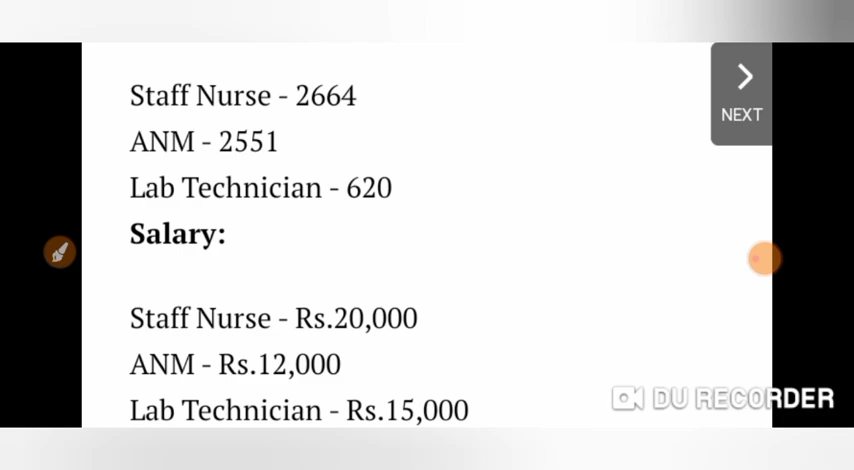 Staff Nurse - 2664
NEXT
ANM - 2551
Lab Technician - 620
Salary:
Staff Nurse - Rs.20,000
ANM - Rs.12,000
DU RECORDER
Lab Technician - Rs.15,000